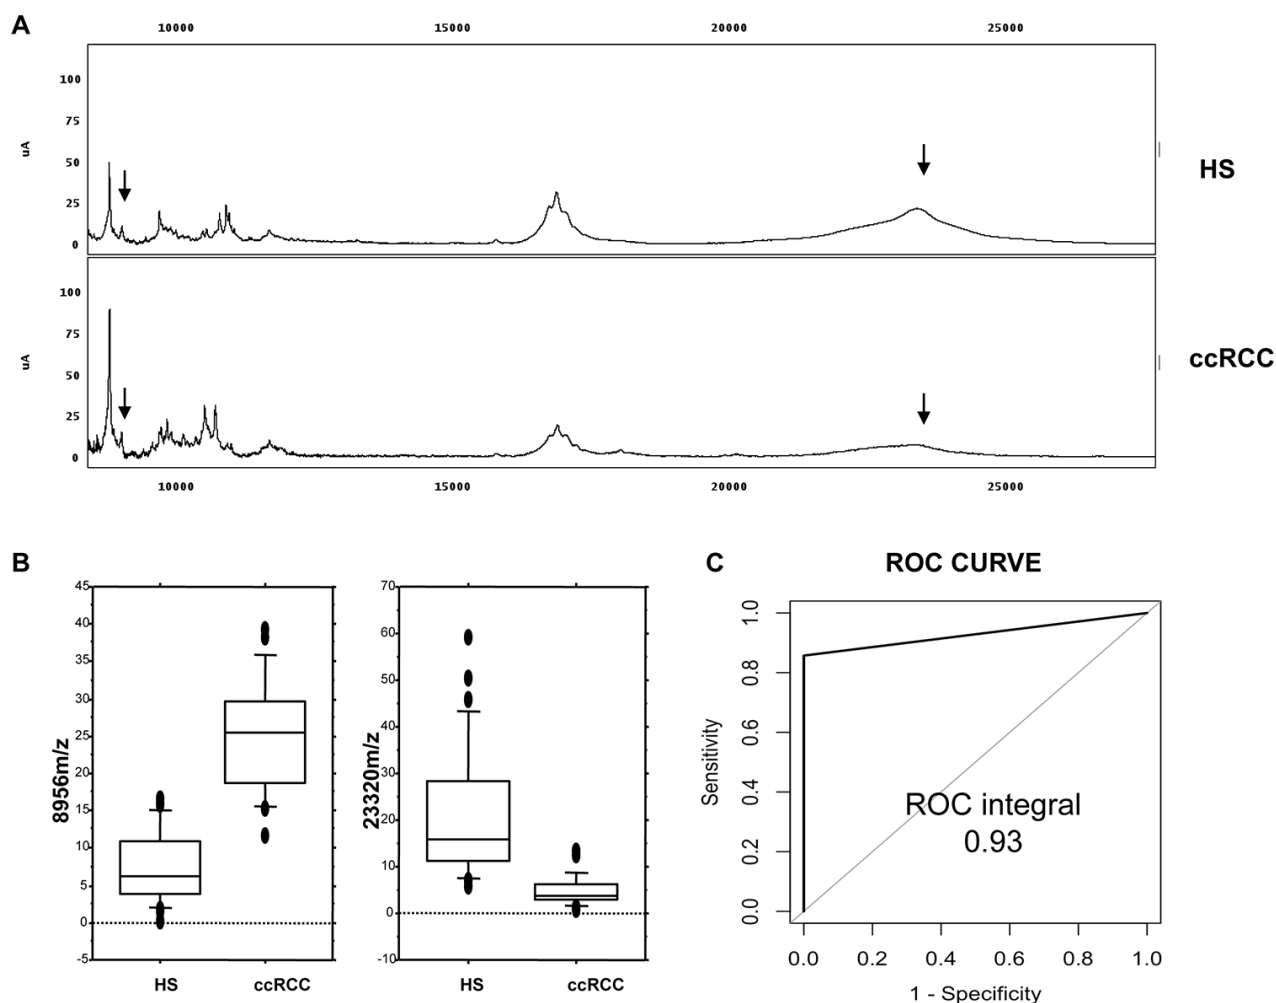 A
10000 15000 20000 25000
100
75
uA
50
25
0
HS
100
75
uA
50
25
0
ccRCC
10000 15000 20000 25000
B
45
40
35
30
25
20
15
10
5
0
-5
8956m/z
HS ccRCC
70
60
50
40
30
20
10
0
-10
23320m/z
HS ccRCC
C
ROC CURVE
1.0
0.8
0.6
0.4
0.2
0.0
Sensitivity
ROC integral
0.93
0.0 0.2 0.4 0.6 0.8 1.0
1 - Specificity